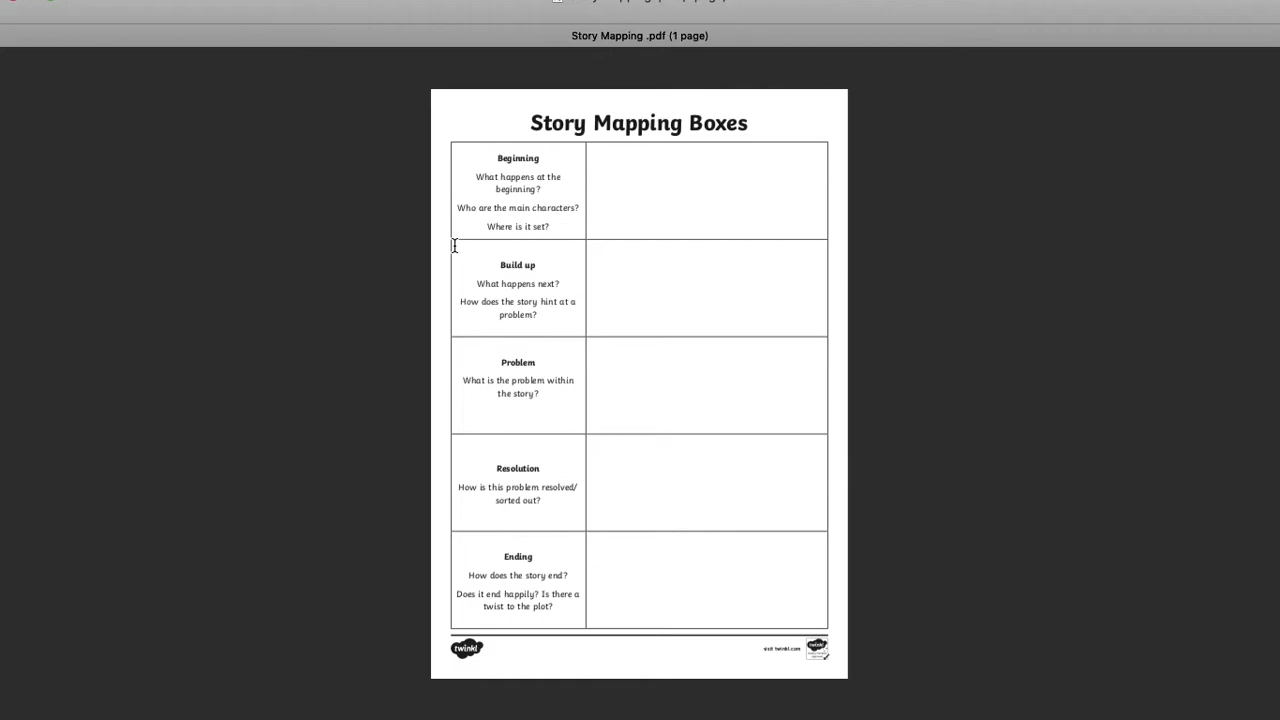 Story Mapping .pdf (1 page)
Story Mapping Boxes
Beginning
What happens at the
beginning?
Who are the main characters?
Where is it set?
Build up
What happens next?
How does the story hint at a
problem?
Problem
What is the problem within
the story?
Resolution
How is this problem resolved/
sorted out?
Ending
How does the story end?
Does it end happily? Is there a
twist to the plot?
twinkl
visit twinkl.com